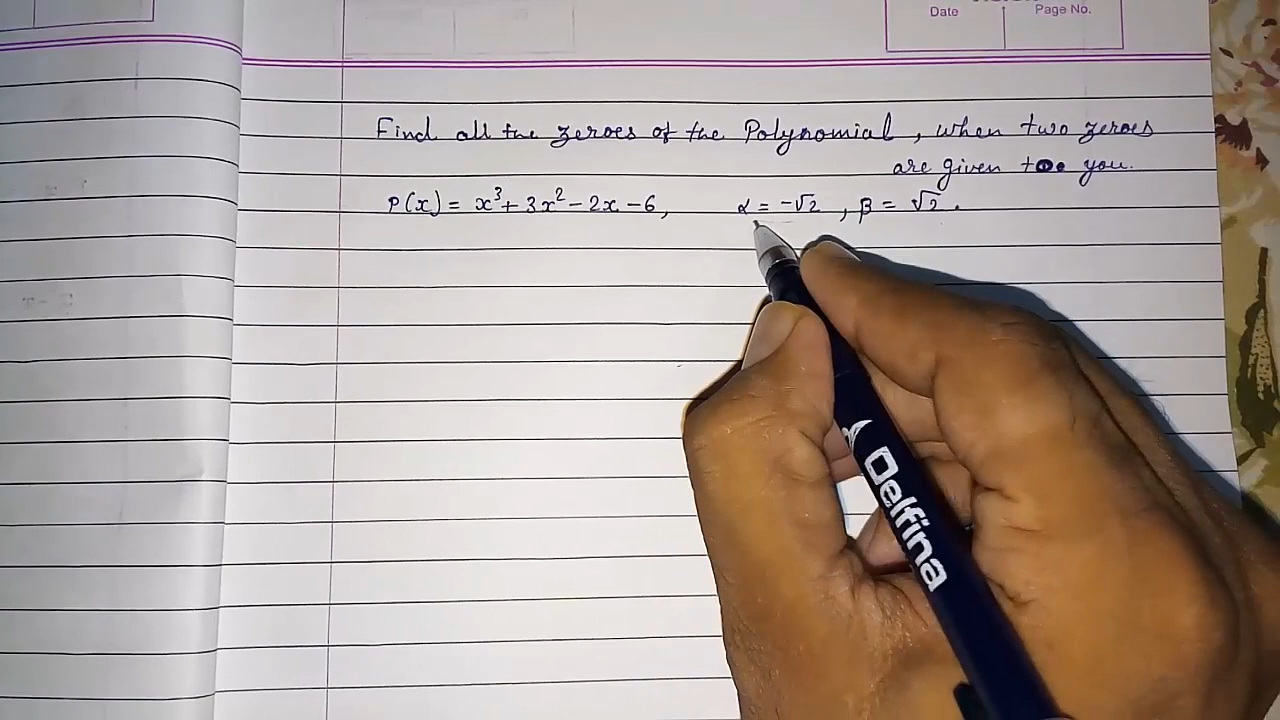 Date Page No.
Find all the zeroes of the Polynomial, when two zeroes
are given to you.
P(x) = x³ + 3x² - 2x - 6, α = -√2, β = √2.
Delfina